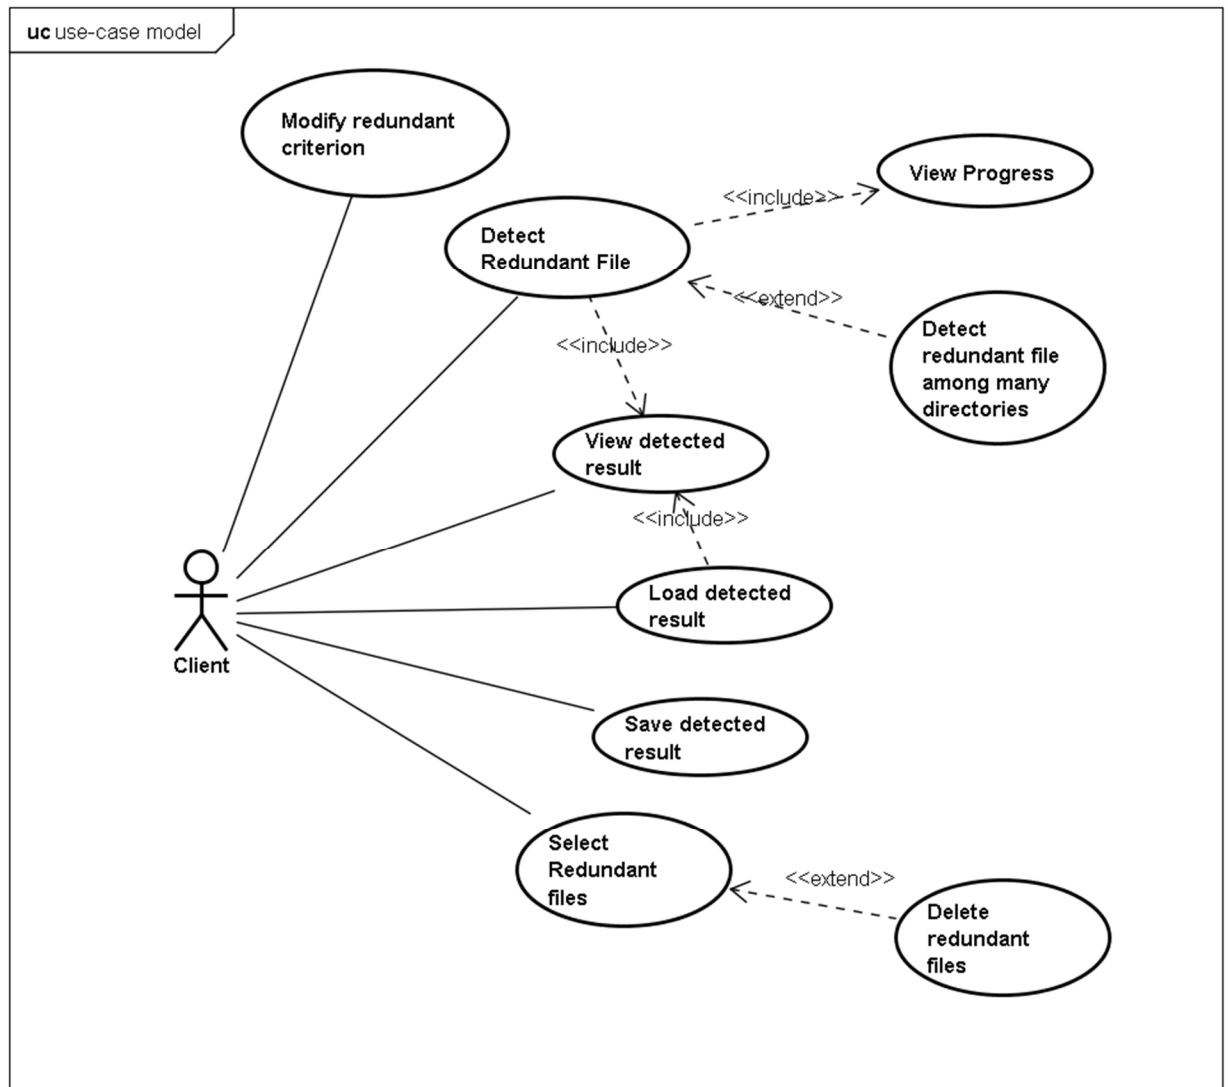 uc use-case model
Modify redundant
criterion
View Progress
<<include>>
Detect
Redundant File
<<extend>>
Detect
redundant file
among many
directories
<<include>>
View detected
result
<<include>>
Load detected
result
Client
Save detected
result
Select
Redundant
files
<<extend>>
Delete
redundant
files